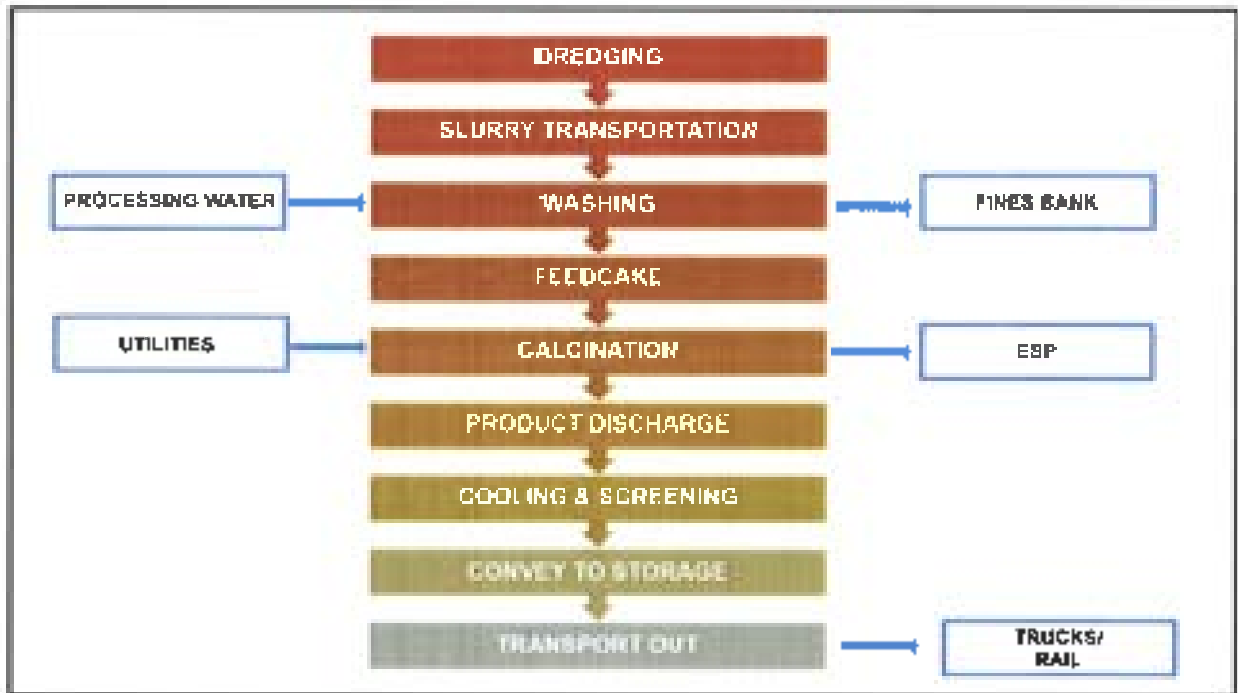 DREDGING
SLURRY TRANSPORTATION
PROCESSING WATER
WASHING
FINES BANK
FEEDCAKE
UTILITIES
CALCINATION
ESP
PRODUCT DISCHARGE
COOLING & SCREENING
CONVEY TO STORAGE
TRANSPORT OUT
TRUCKS/
RAIL